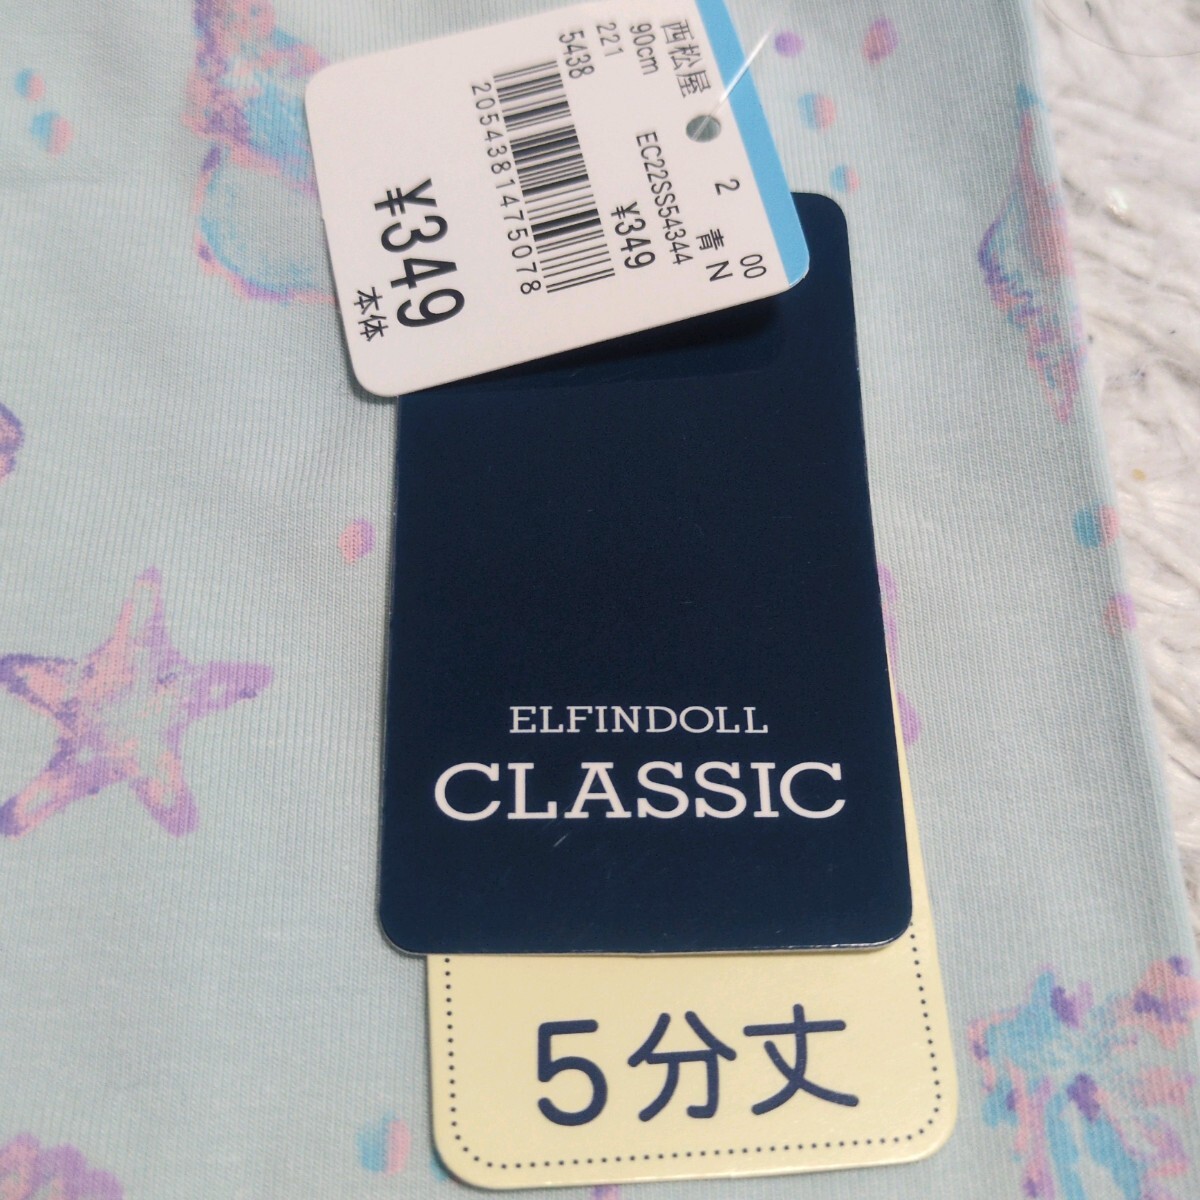 西松屋
90cm
221
5438
2054381475078
2 00
青 N
EC22SS54344
¥349
¥349
本体
ELFINDOLL
CLASSIC
5分丈